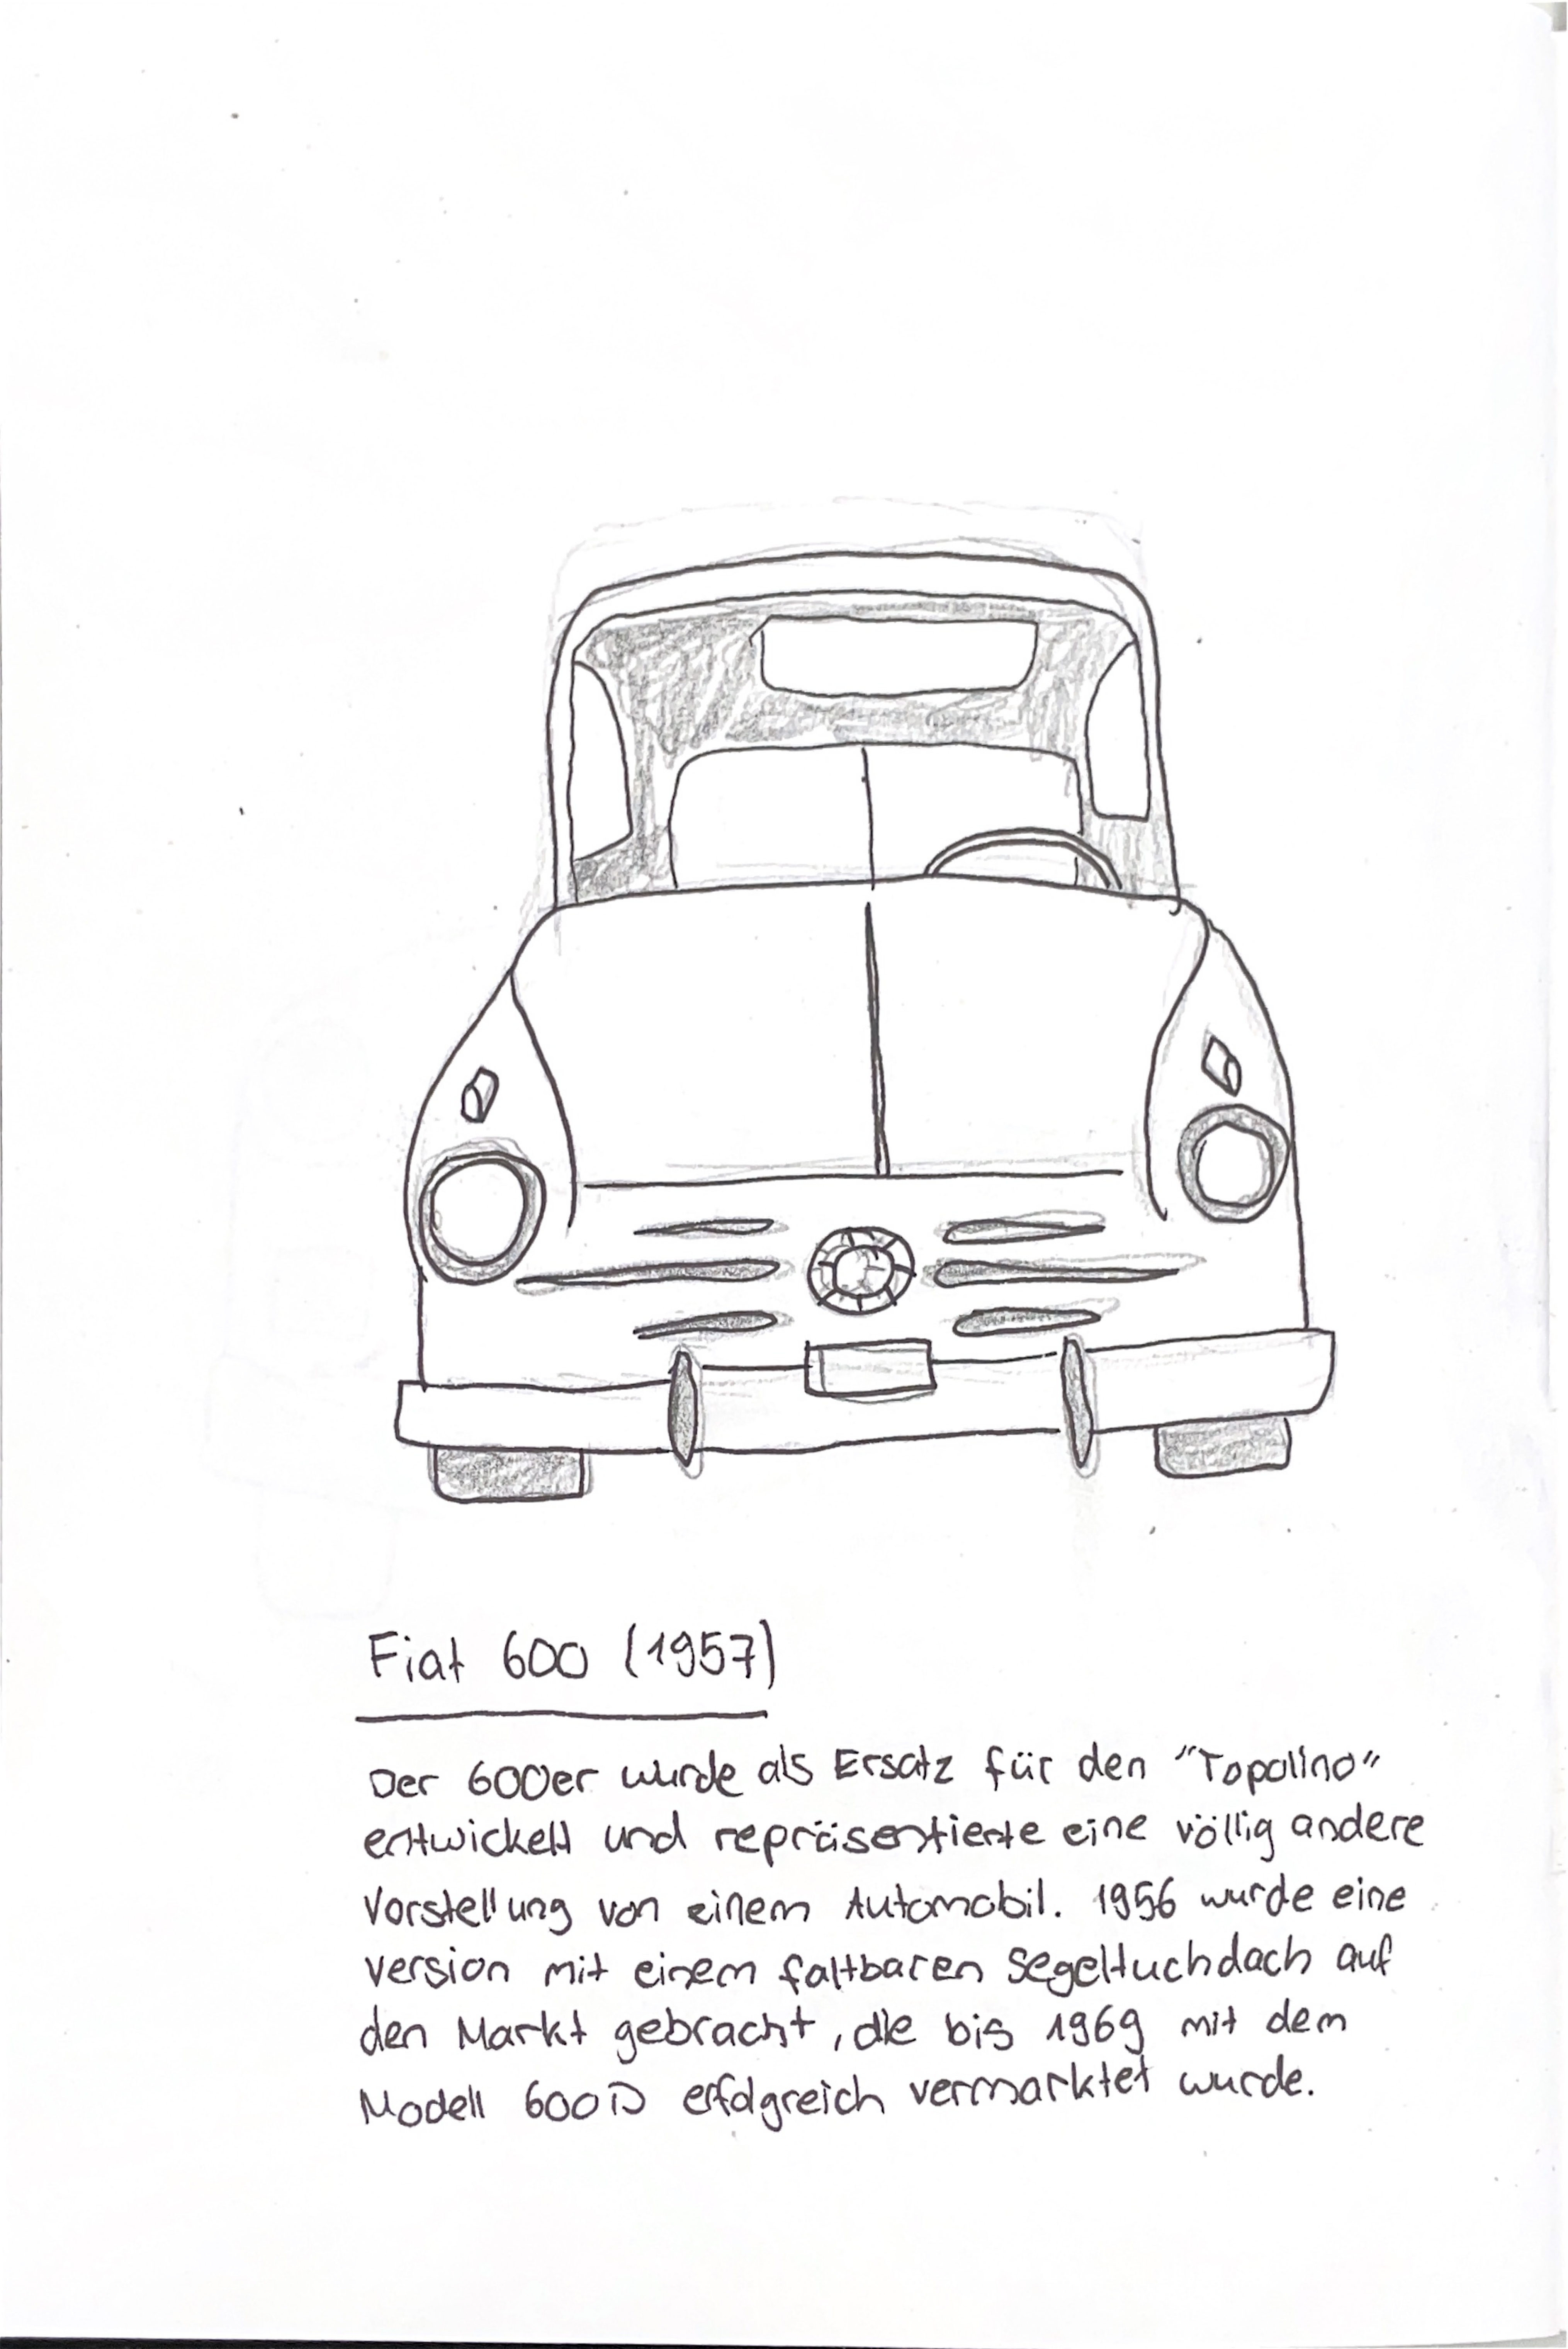 Fiat 600 (1957)
Der 600er wurde als Ersatz für den "Topolino"
entwickelt und repräsentierte eine völlig andere
Vorstellung von einem Automobil. 1956 wurde eine
Version mit einem faltbaren Segeltuchdach auf
den Markt gebracht, die bis 1969 mit dem
Modell 600D erfolgreich vermarktet wurde.